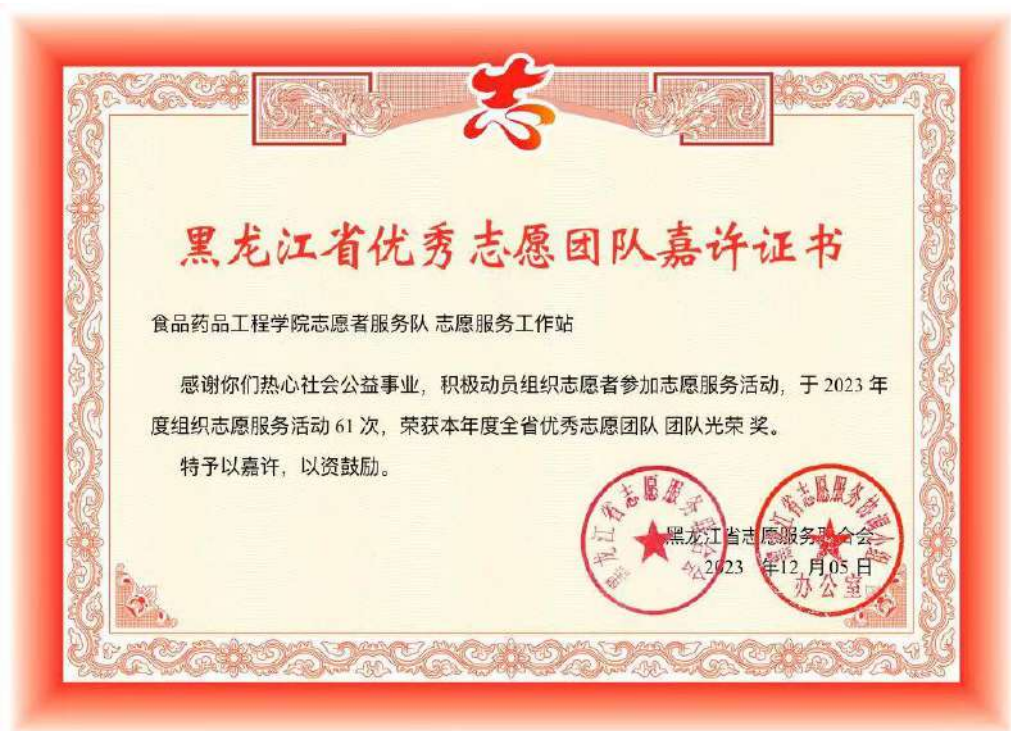 志
黑龙江省优秀志愿团队嘉许证书
食品药品工程学院志愿者服务队 志愿服务工作站
感谢你们热心社会公益事业，积极动员组织志愿者参加志愿服务活动，于 2023 年
度组织志愿服务活动 61 次，荣获本年度全省优秀志愿团队 团队光荣 奖。
特予以嘉许，以资鼓励。
黑龙江省志愿服务联合会
2023 年12 月05 日
办公室